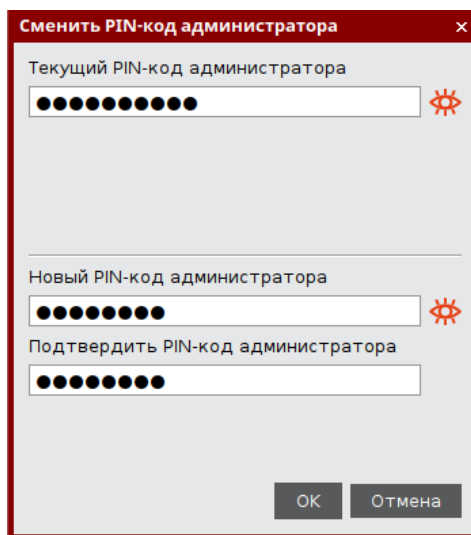 Сменить PIN-код администратора
Текущий PIN-код администратора
●●●●●●●●●●
Новый PIN-код администратора
●●●●●●●●
Подтвердить PIN-код администратора
●●●●●●●●
OK Отмена